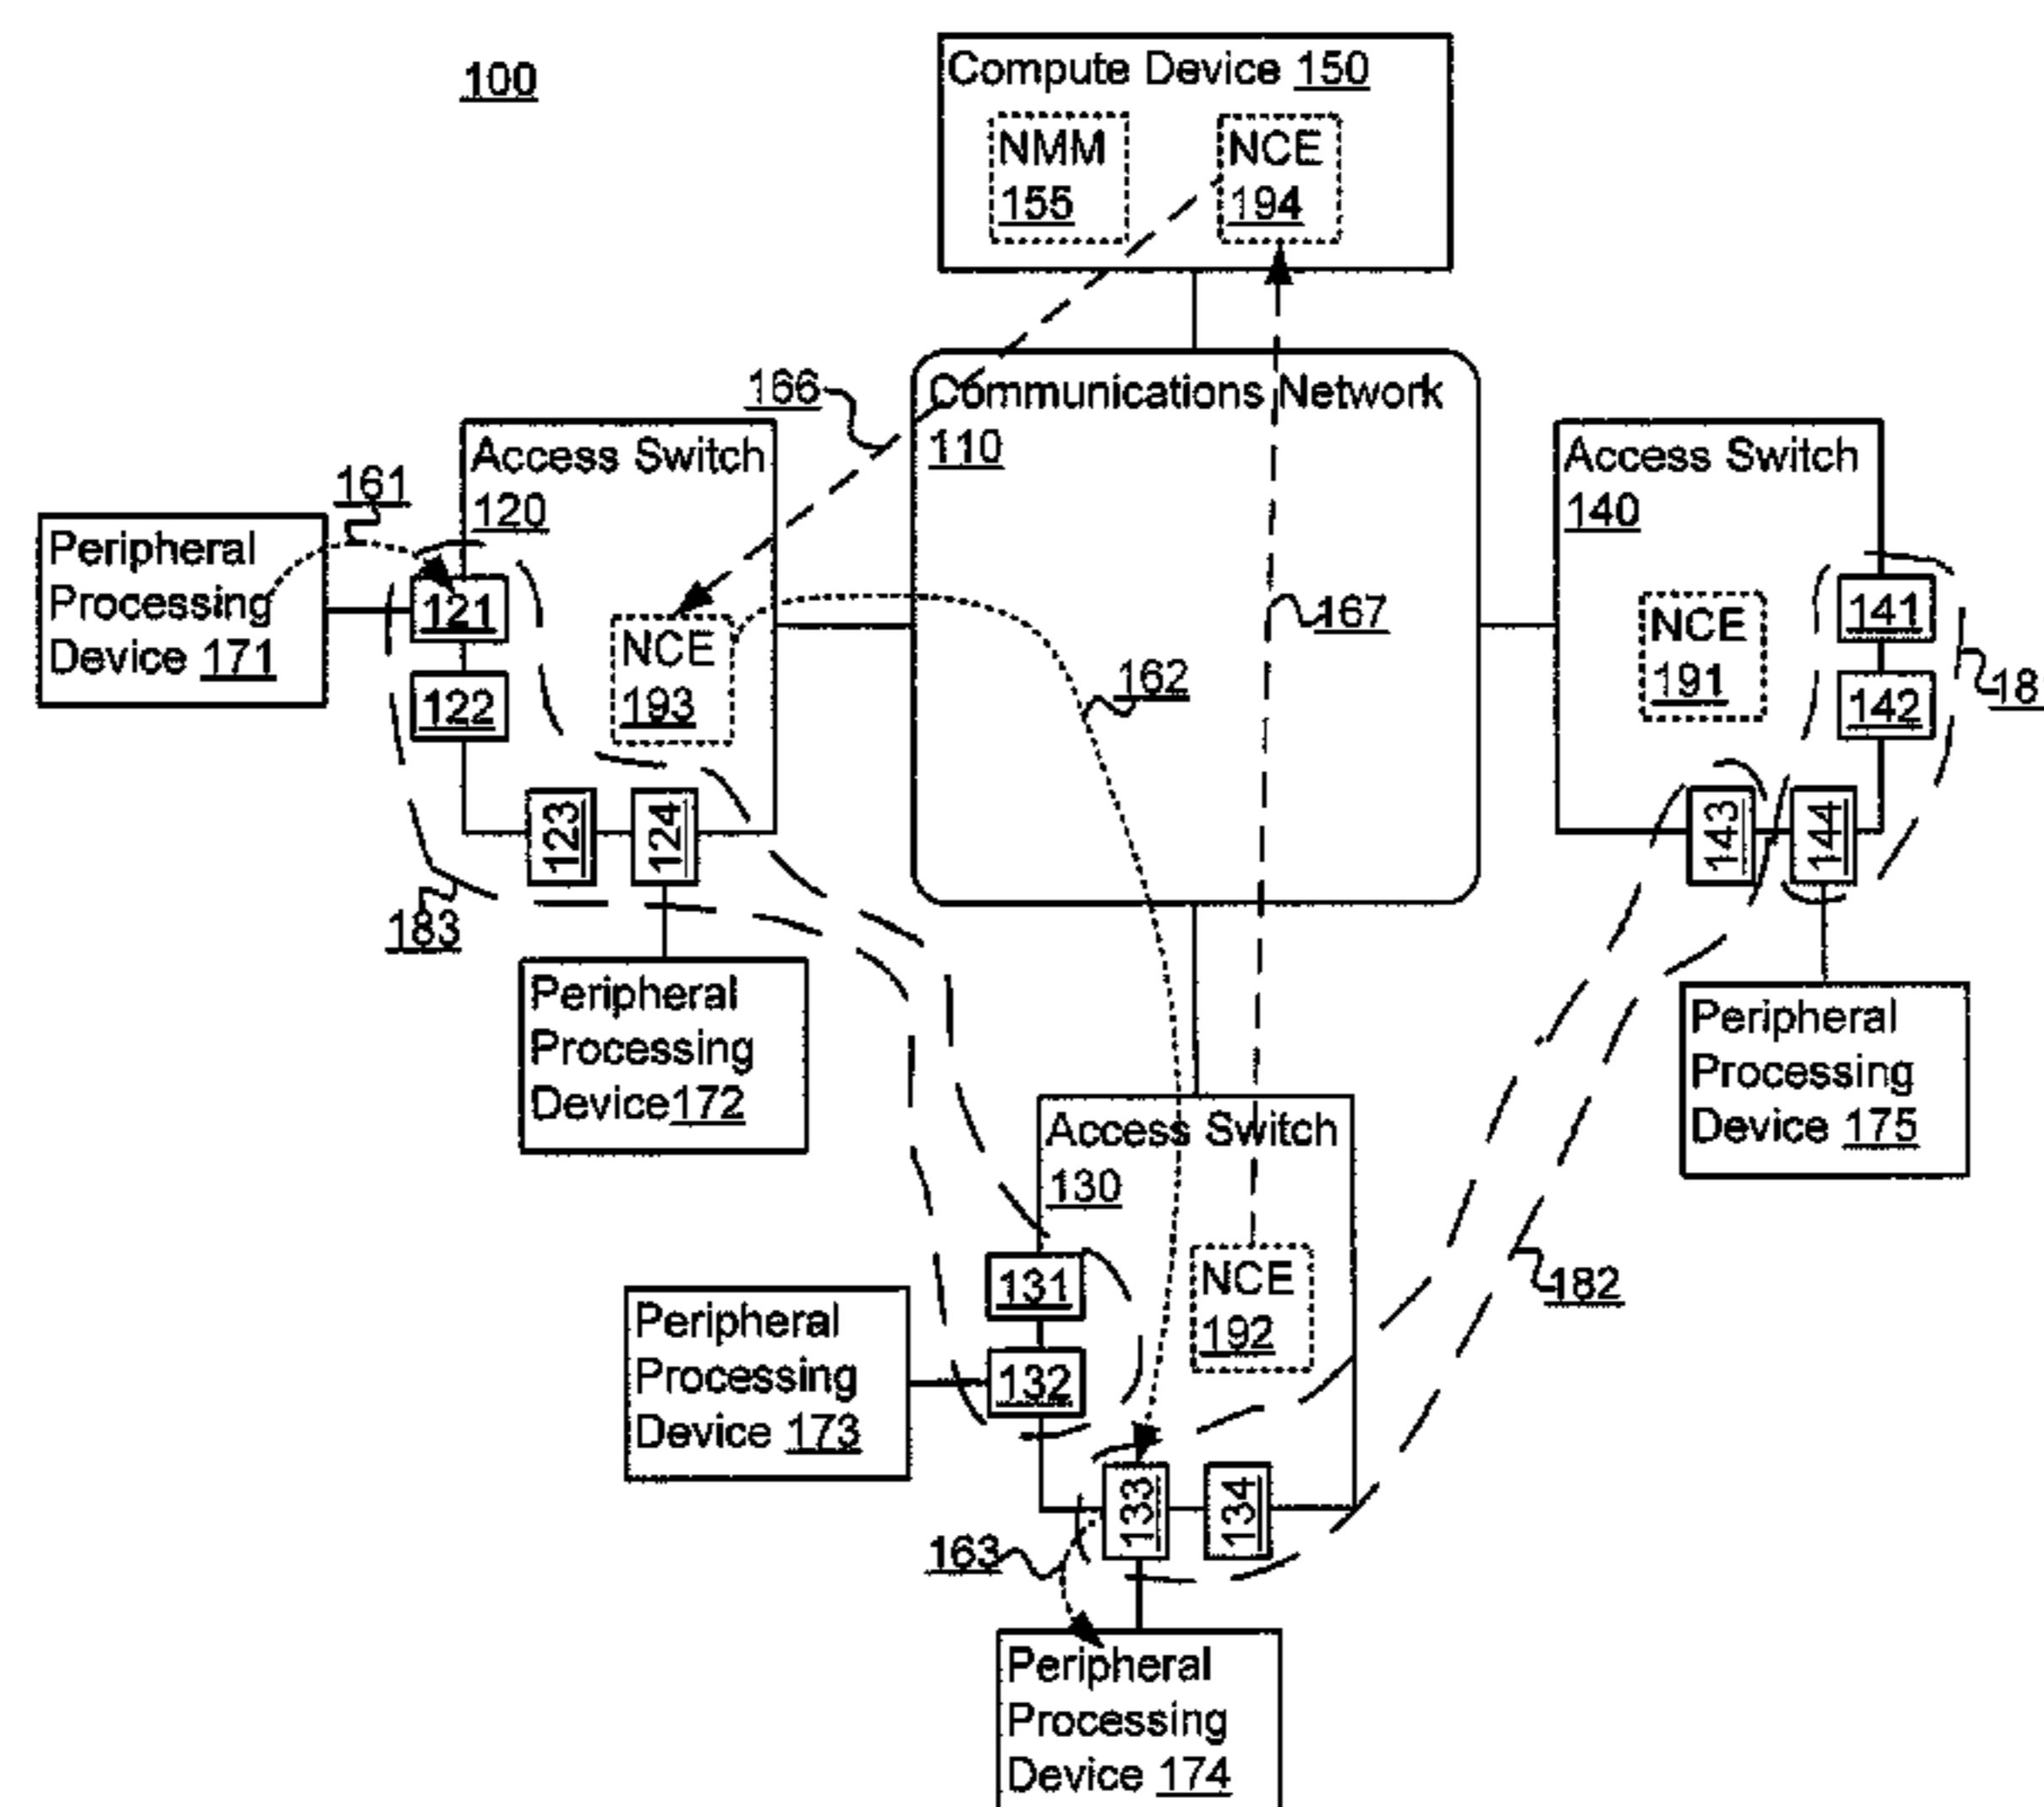 100
Compute Device 150
NMM
155
NCE
194
166
Communications Network
110
Access Switch
120
161
Peripheral
Processing
Device 171
121
122
NCE
193
123
124
183
162
167
Access Switch
140
NCE
191
141
142
18
143
144
Peripheral
Processing
Device172
Peripheral
Processing
Device 175
Access Switch
130
NCE
192
131
132
182
Peripheral
Processing
Device 173
133
134
163
Peripheral
Processing
Device 174